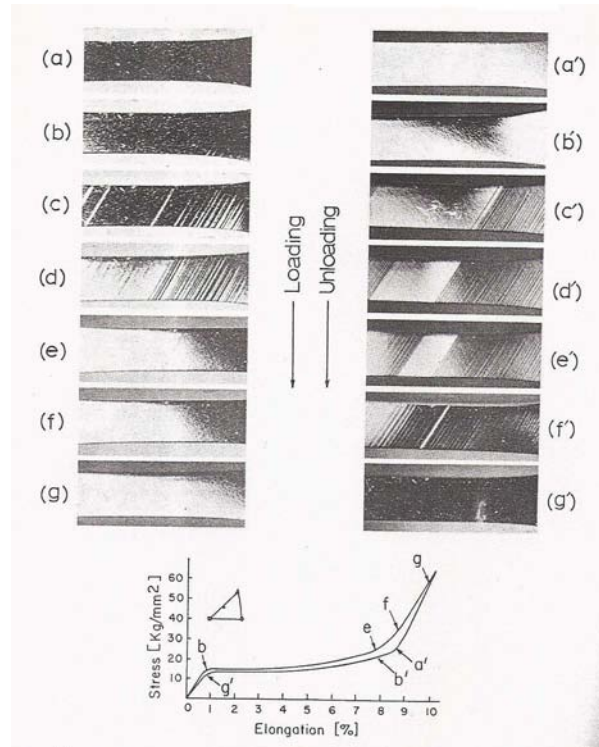 (a)
(b)
(c)
(d)
(e)
(f)
(g)
Loading
Unloading
(a')
(b')
(c')
(d')
(e')
(f')
(g')
Stress [Kg/mm2]
60
50
40
30
20
10
b
g'
e
f
g
b'
a'
0 1 2 3 4 5 6 7 8 9 10
Elongation [%]